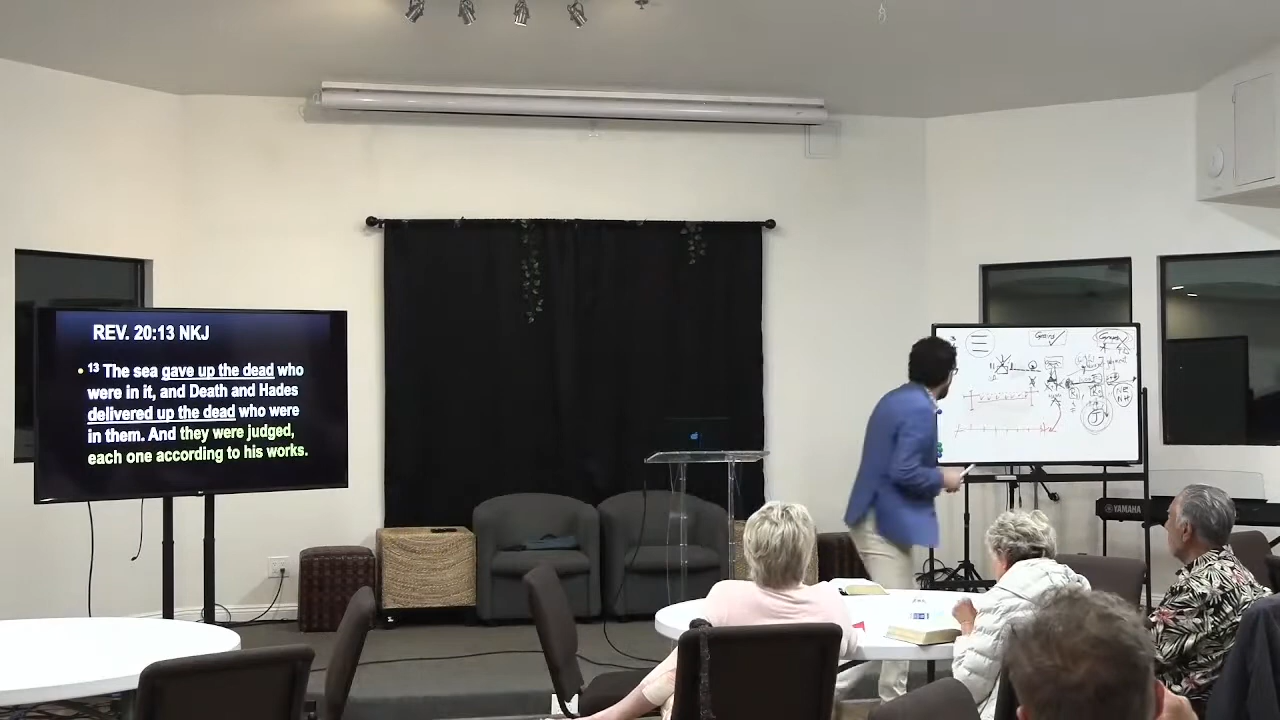 REV. 20:13 NKJ
• 13 The sea gave up the dead who
were in it, and Death and Hades
delivered up the dead who were
in them. And they were judged,
each one according to his works.
YAMAHA